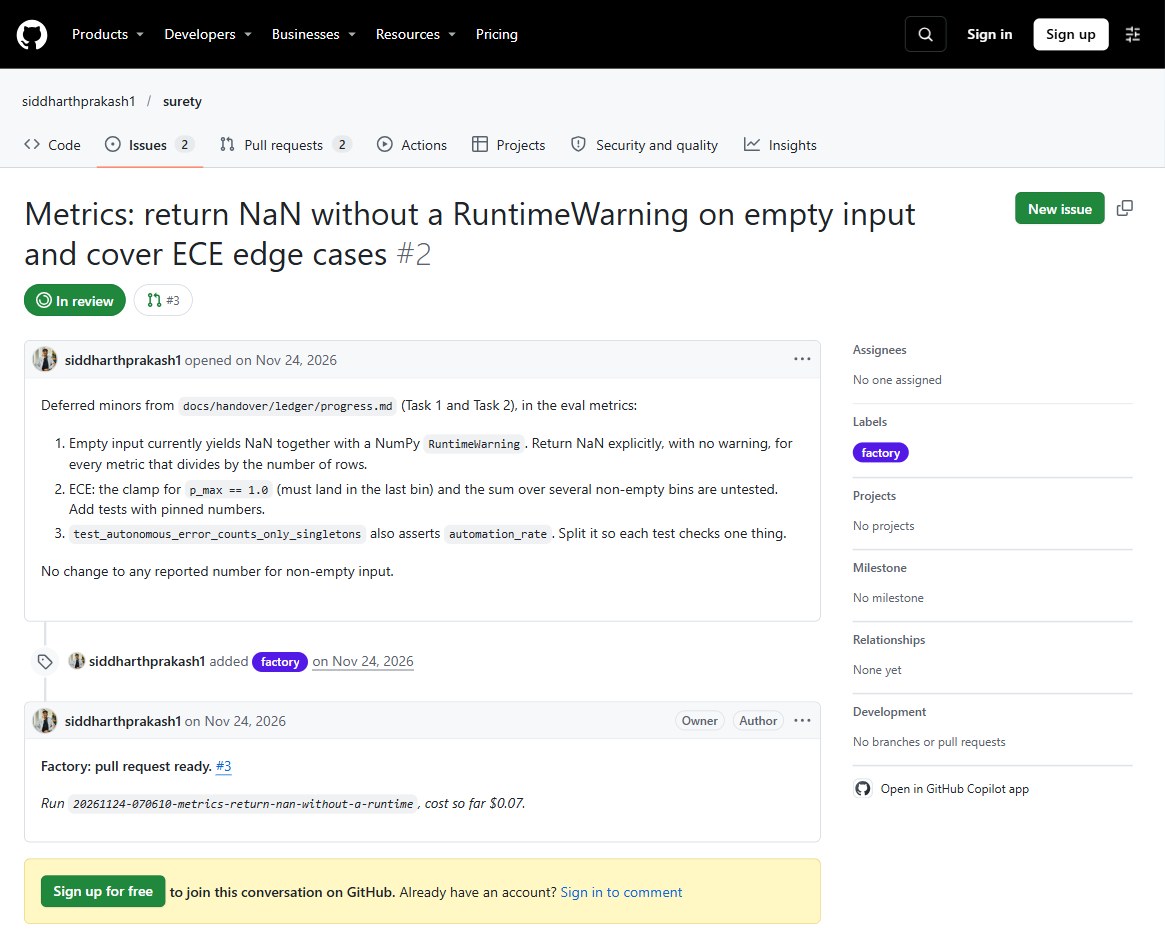 Products Developers Businesses Resources Pricing Sign in Sign up
siddharthprakash1 / surety
Code Issues 2 Pull requests 2 Actions Projects Security and quality Insights
Metrics: return NaN without a RuntimeWarning on empty input
and cover ECE edge cases #2
New issue
In review #3
siddharthprakash1 opened on Nov 24, 2026
Deferred minors from docs/handover/ledger/progress.md (Task 1 and Task 2), in the eval metrics:
1. Empty input currently yields NaN together with a NumPy RuntimeWarning. Return NaN explicitly, with no warning, for
every metric that divides by the number of rows.
2. ECE: the clamp for p_max == 1.0 (must land in the last bin) and the sum over several non-empty bins are untested.
Add tests with pinned numbers.
3. test_autonomous_error_counts_only_singletons also asserts automation_rate. Split it so each test checks one thing.
No change to any reported number for non-empty input.
siddharthprakash1 added factory on Nov 24, 2026
siddharthprakash1 on Nov 24, 2026 Owner Author
Factory: pull request ready. #3
Run 20261124-070610-metrics-return-nan-without-a-runtime, cost so far $0.07.
Sign up for free to join this conversation on GitHub. Already have an account? Sign in to comment
Assignees
No one assigned
Labels
factory
Projects
No projects
Milestone
No milestone
Relationships
None yet
Development
No branches or pull requests
Open in GitHub Copilot app